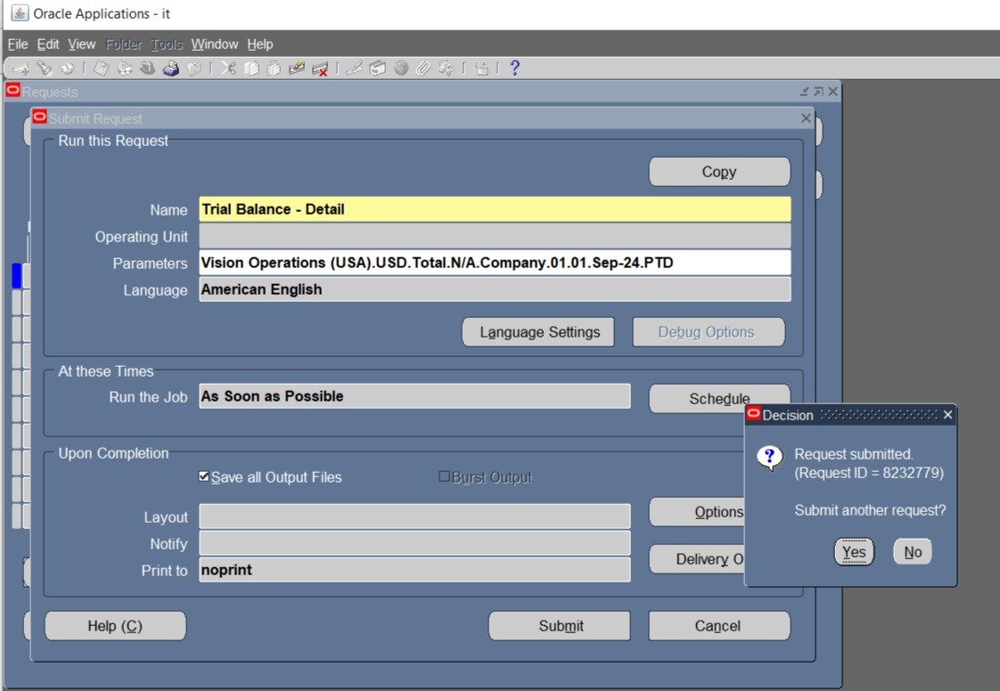 Oracle Applications - it
File Edit View Folder Tools Window Help
?
Requests
Submit Request
Run this Request
Copy
Name Trial Balance - Detail
Operating Unit
Parameters Vision Operations (USA).USD.Total.N/A.Company.01.01.Sep-24.PTD
Language American English
Language Settings Debug Options
At these Times
Run the Job As Soon as Possible Schedule
Upon Completion
Save all Output Files Burst Output
Layout Options
Notify
Print to noprint Delivery O
Help (C) Submit Cancel
Decision
?
Request submitted.
(Request ID = 8232779)
Submit another request?
Yes No